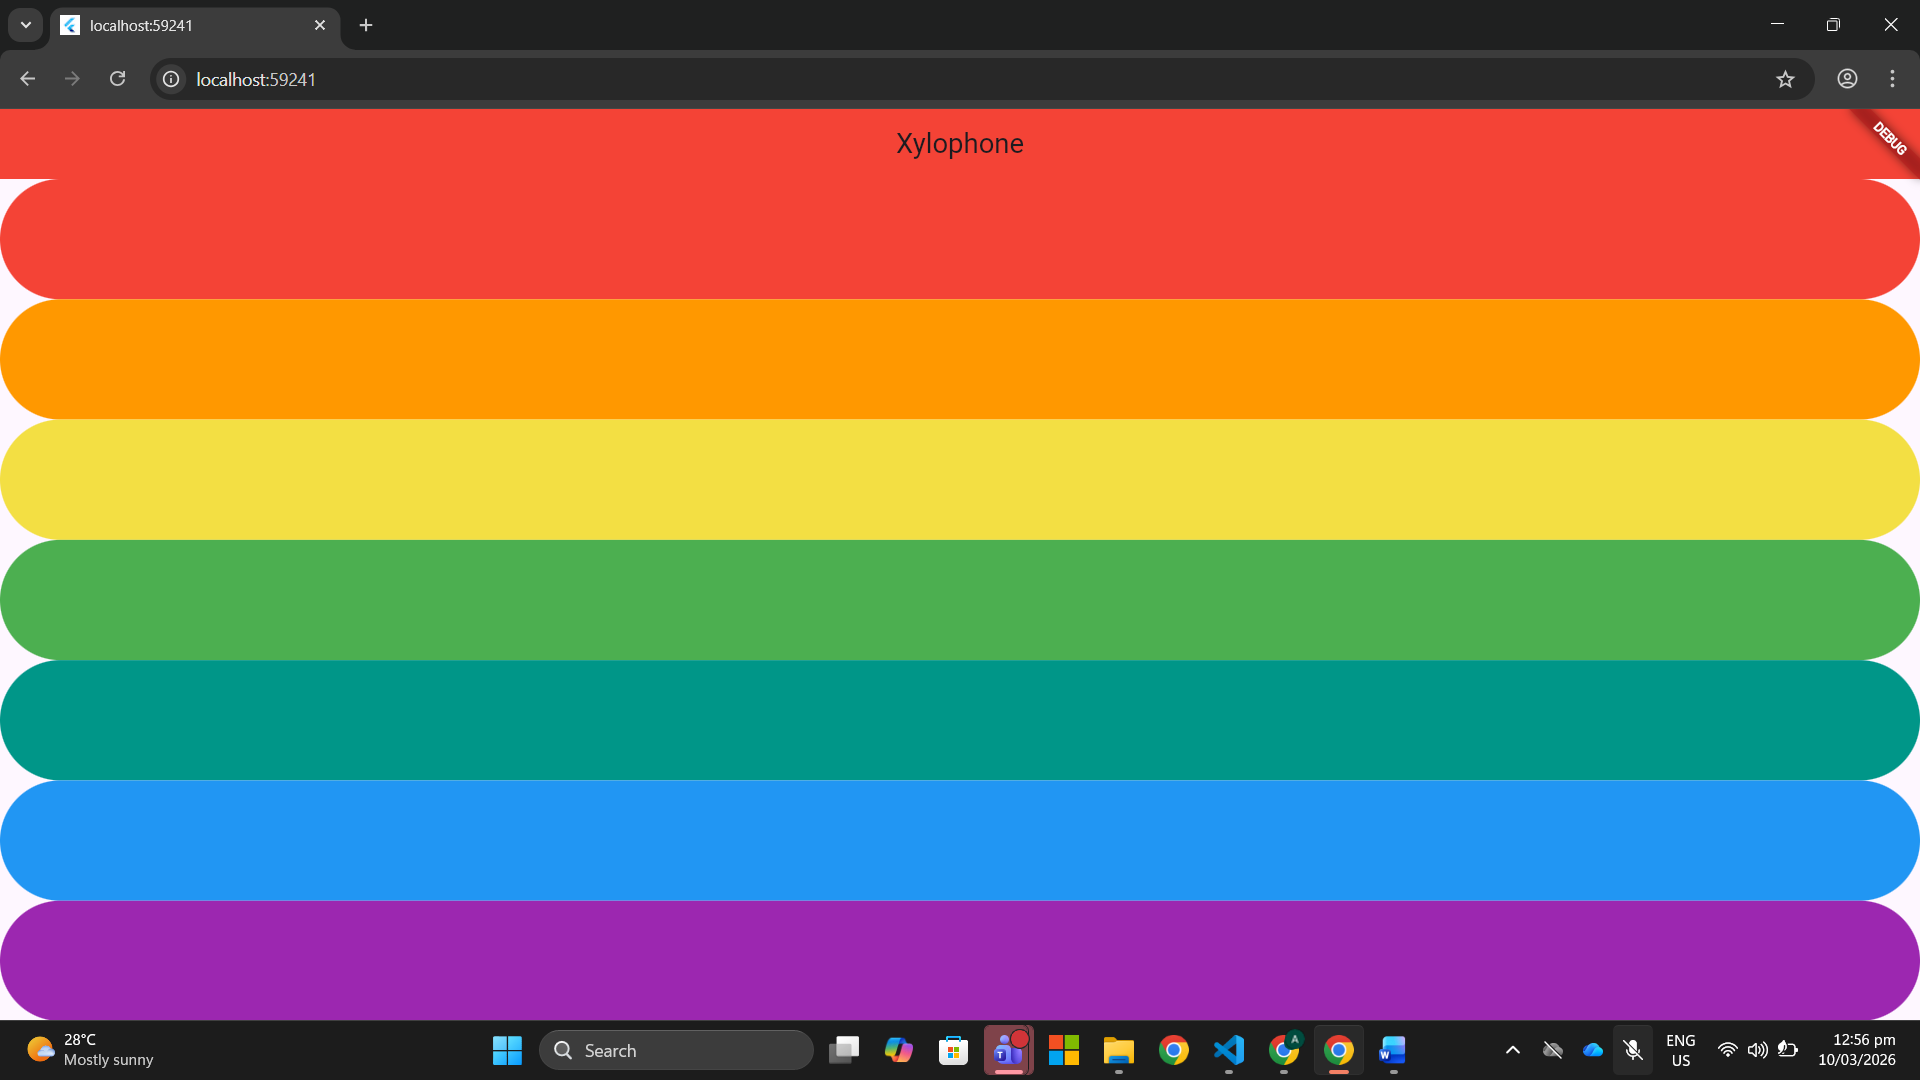 localhost:59241
localhost:59241
Xylophone
DEBUG
28°C
Mostly sunny
Search
T
A
W
ENG
US
12:56 pm
10/03/2026